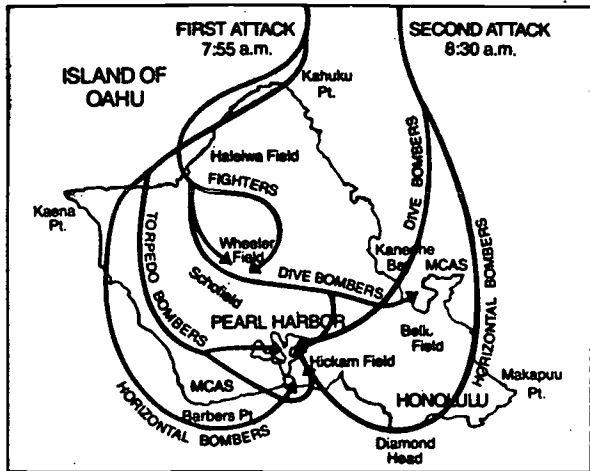 FIRST ATTACK
7:55 a.m.
SECOND ATTACK
8:30 a.m.
ISLAND OF
OAHU
Kahuku
Pt.
Haleiwa Field
FIGHTERS
Kaena
Pt.
Wheeler
Field
Schofield
TORPEDO BOMBERS
DIVE BOMBERS
DIVE BOMBERS
Kaneohe
Bay
MCAS
PEARL HARBOR
Bellows
Field
HORIZONTAL BOMBERS
Hickam Field
MCAS
Barbers Pt.
HORIZONTAL BOMBERS
HONOLULU
Makapuu
Pt.
Diamond
Head